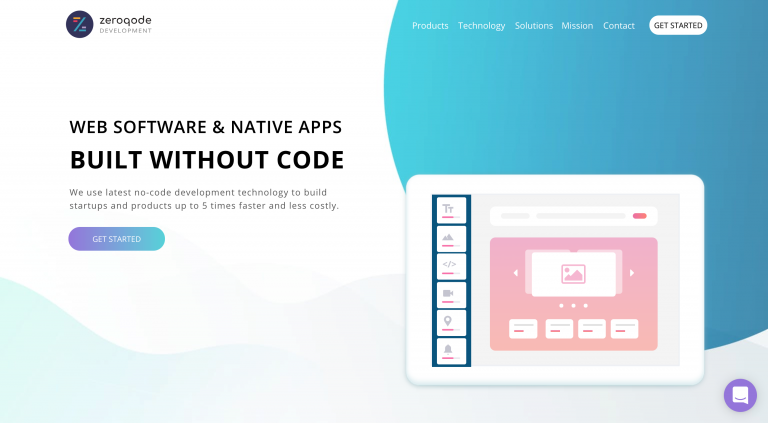 zeroqode
DEVELOPMENT
Products Technology Solutions Mission Contact GET STARTED
WEB SOFTWARE & NATIVE APPS
BUILT WITHOUT CODE
We use latest no-code development technology to build
startups and products up to 5 times faster and less costly.
GET STARTED
Tт
</>